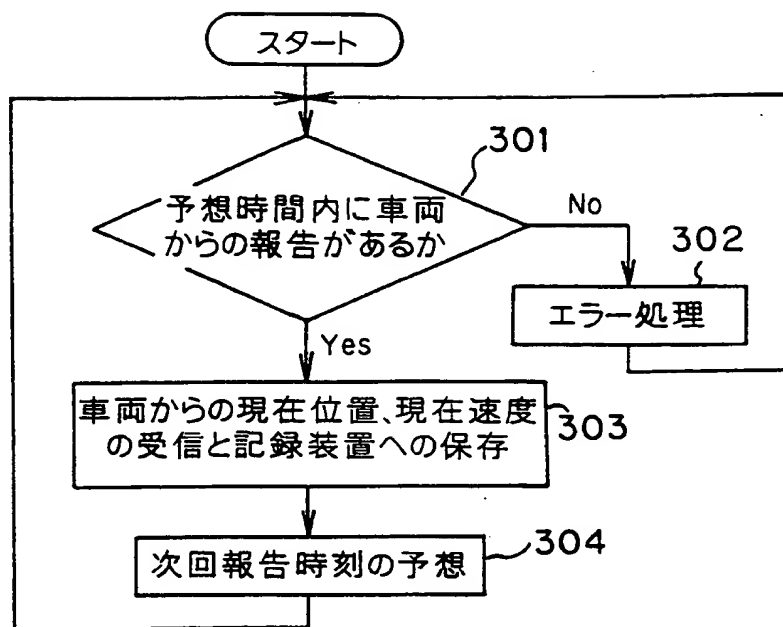 スタート
301
予想時間内に車両
からの報告があるか
No
302
エラー処理
Yes
車両からの現在位置、現在速度
の受信と記録装置への保存
303
次回報告時刻の予想
304